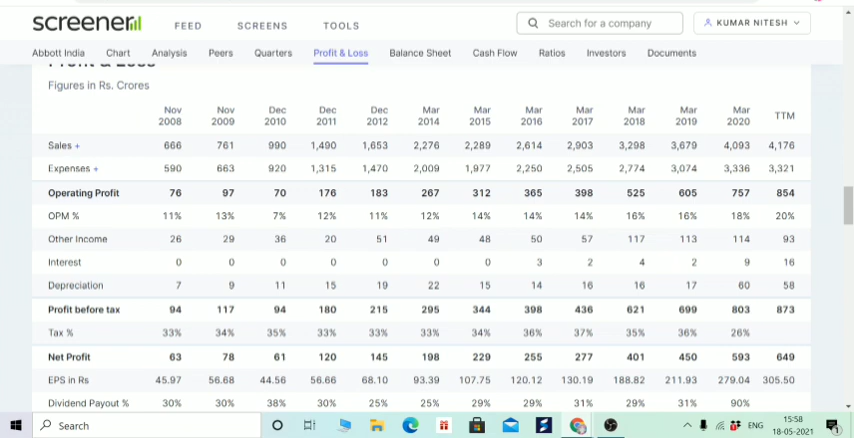 screener
FEED SCREENS TOOLS Search for a company KUMAR NITESH
Abbott India Chart Analysis Peers Quarters Profit & Loss Balance Sheet Cash Flow Ratios Investors Documents
Figures in Rs. Crores
Nov 2008 Nov 2009 Dec 2010 Dec 2011 Dec 2012 Mar 2014 Mar 2015 Mar 2016 Mar 2017 Mar 2018 Mar 2019 Mar 2020 TTM
Sales + 666 761 990 1,490 1,653 2,276 2,289 2,614 2,903 3,298 3,679 4,093 4,176
Expenses + 590 663 920 1,315 1,470 2,009 1,977 2,250 2,505 2,774 3,074 3,336 3,321
Operating Profit 76 97 70 176 183 267 312 365 398 525 605 757 854
OPM % 11% 13% 7% 12% 11% 12% 14% 14% 14% 16% 16% 18% 20%
Other Income 26 29 36 20 51 49 48 50 57 117 113 114 93
Interest 0 0 0 0 0 0 0 3 2 4 2 9 16
Depreciation 7 9 11 15 19 22 15 14 16 16 17 60 58
Profit before tax 94 117 94 180 215 295 344 398 436 621 699 803 873
Tax % 33% 34% 35% 33% 33% 33% 34% 36% 37% 35% 36% 26%
Net Profit 63 78 61 120 145 198 229 255 277 401 450 593 649
EPS in Rs 45.97 56.68 44.56 56.66 68.10 93.39 107.75 120.12 130.19 188.82 211.93 279.04 305.50
Dividend Payout % 30% 30% 38% 30% 25% 25% 29% 29% 31% 29% 31% 90%
Search ENG 15:58
18-05-2021 1